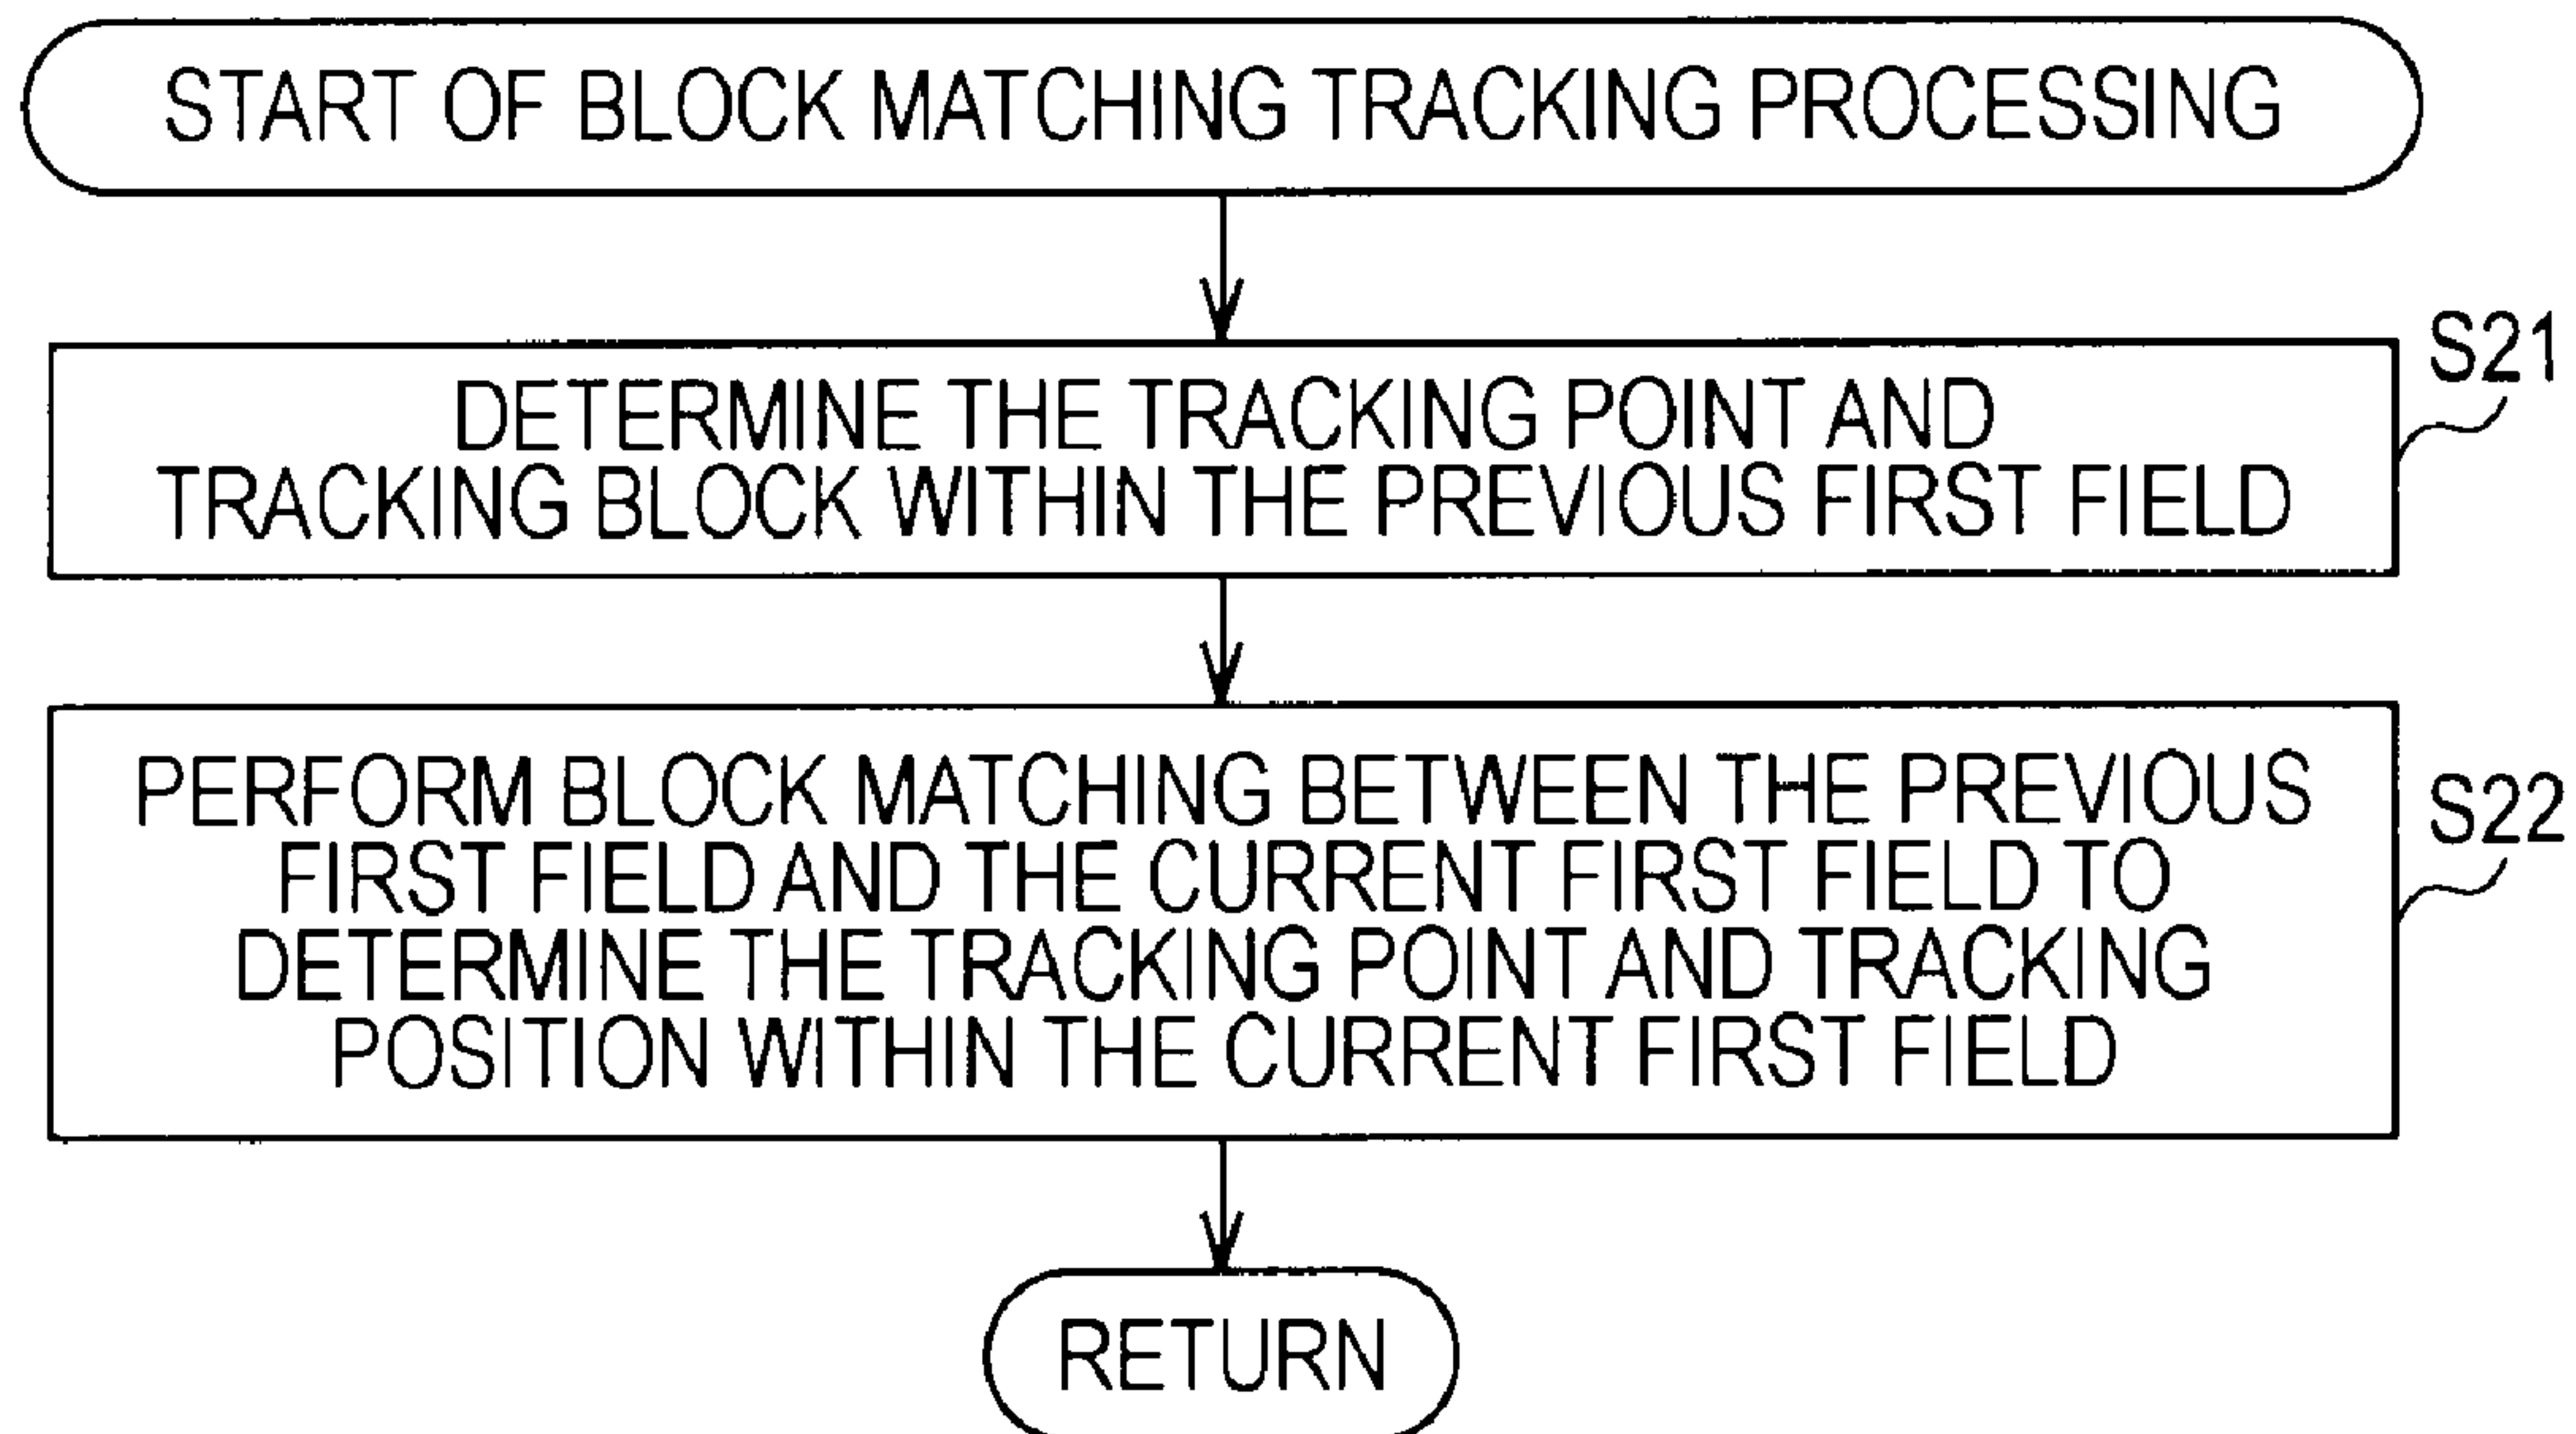 START OF BLOCK MATCHING TRACKING PROCESSING
S21
DETERMINE THE TRACKING POINT AND
TRACKING BLOCK WITHIN THE PREVIOUS FIRST FIELD
PERFORM BLOCK MATCHING BETWEEN THE PREVIOUS
S22
FIRST FIELD AND THE CURRENT FIRST FIELD TO
DETERMINE THE TRACKING POINT AND TRACKING
POSITION WITHIN THE CURRENT FIRST FIELD
RETURN